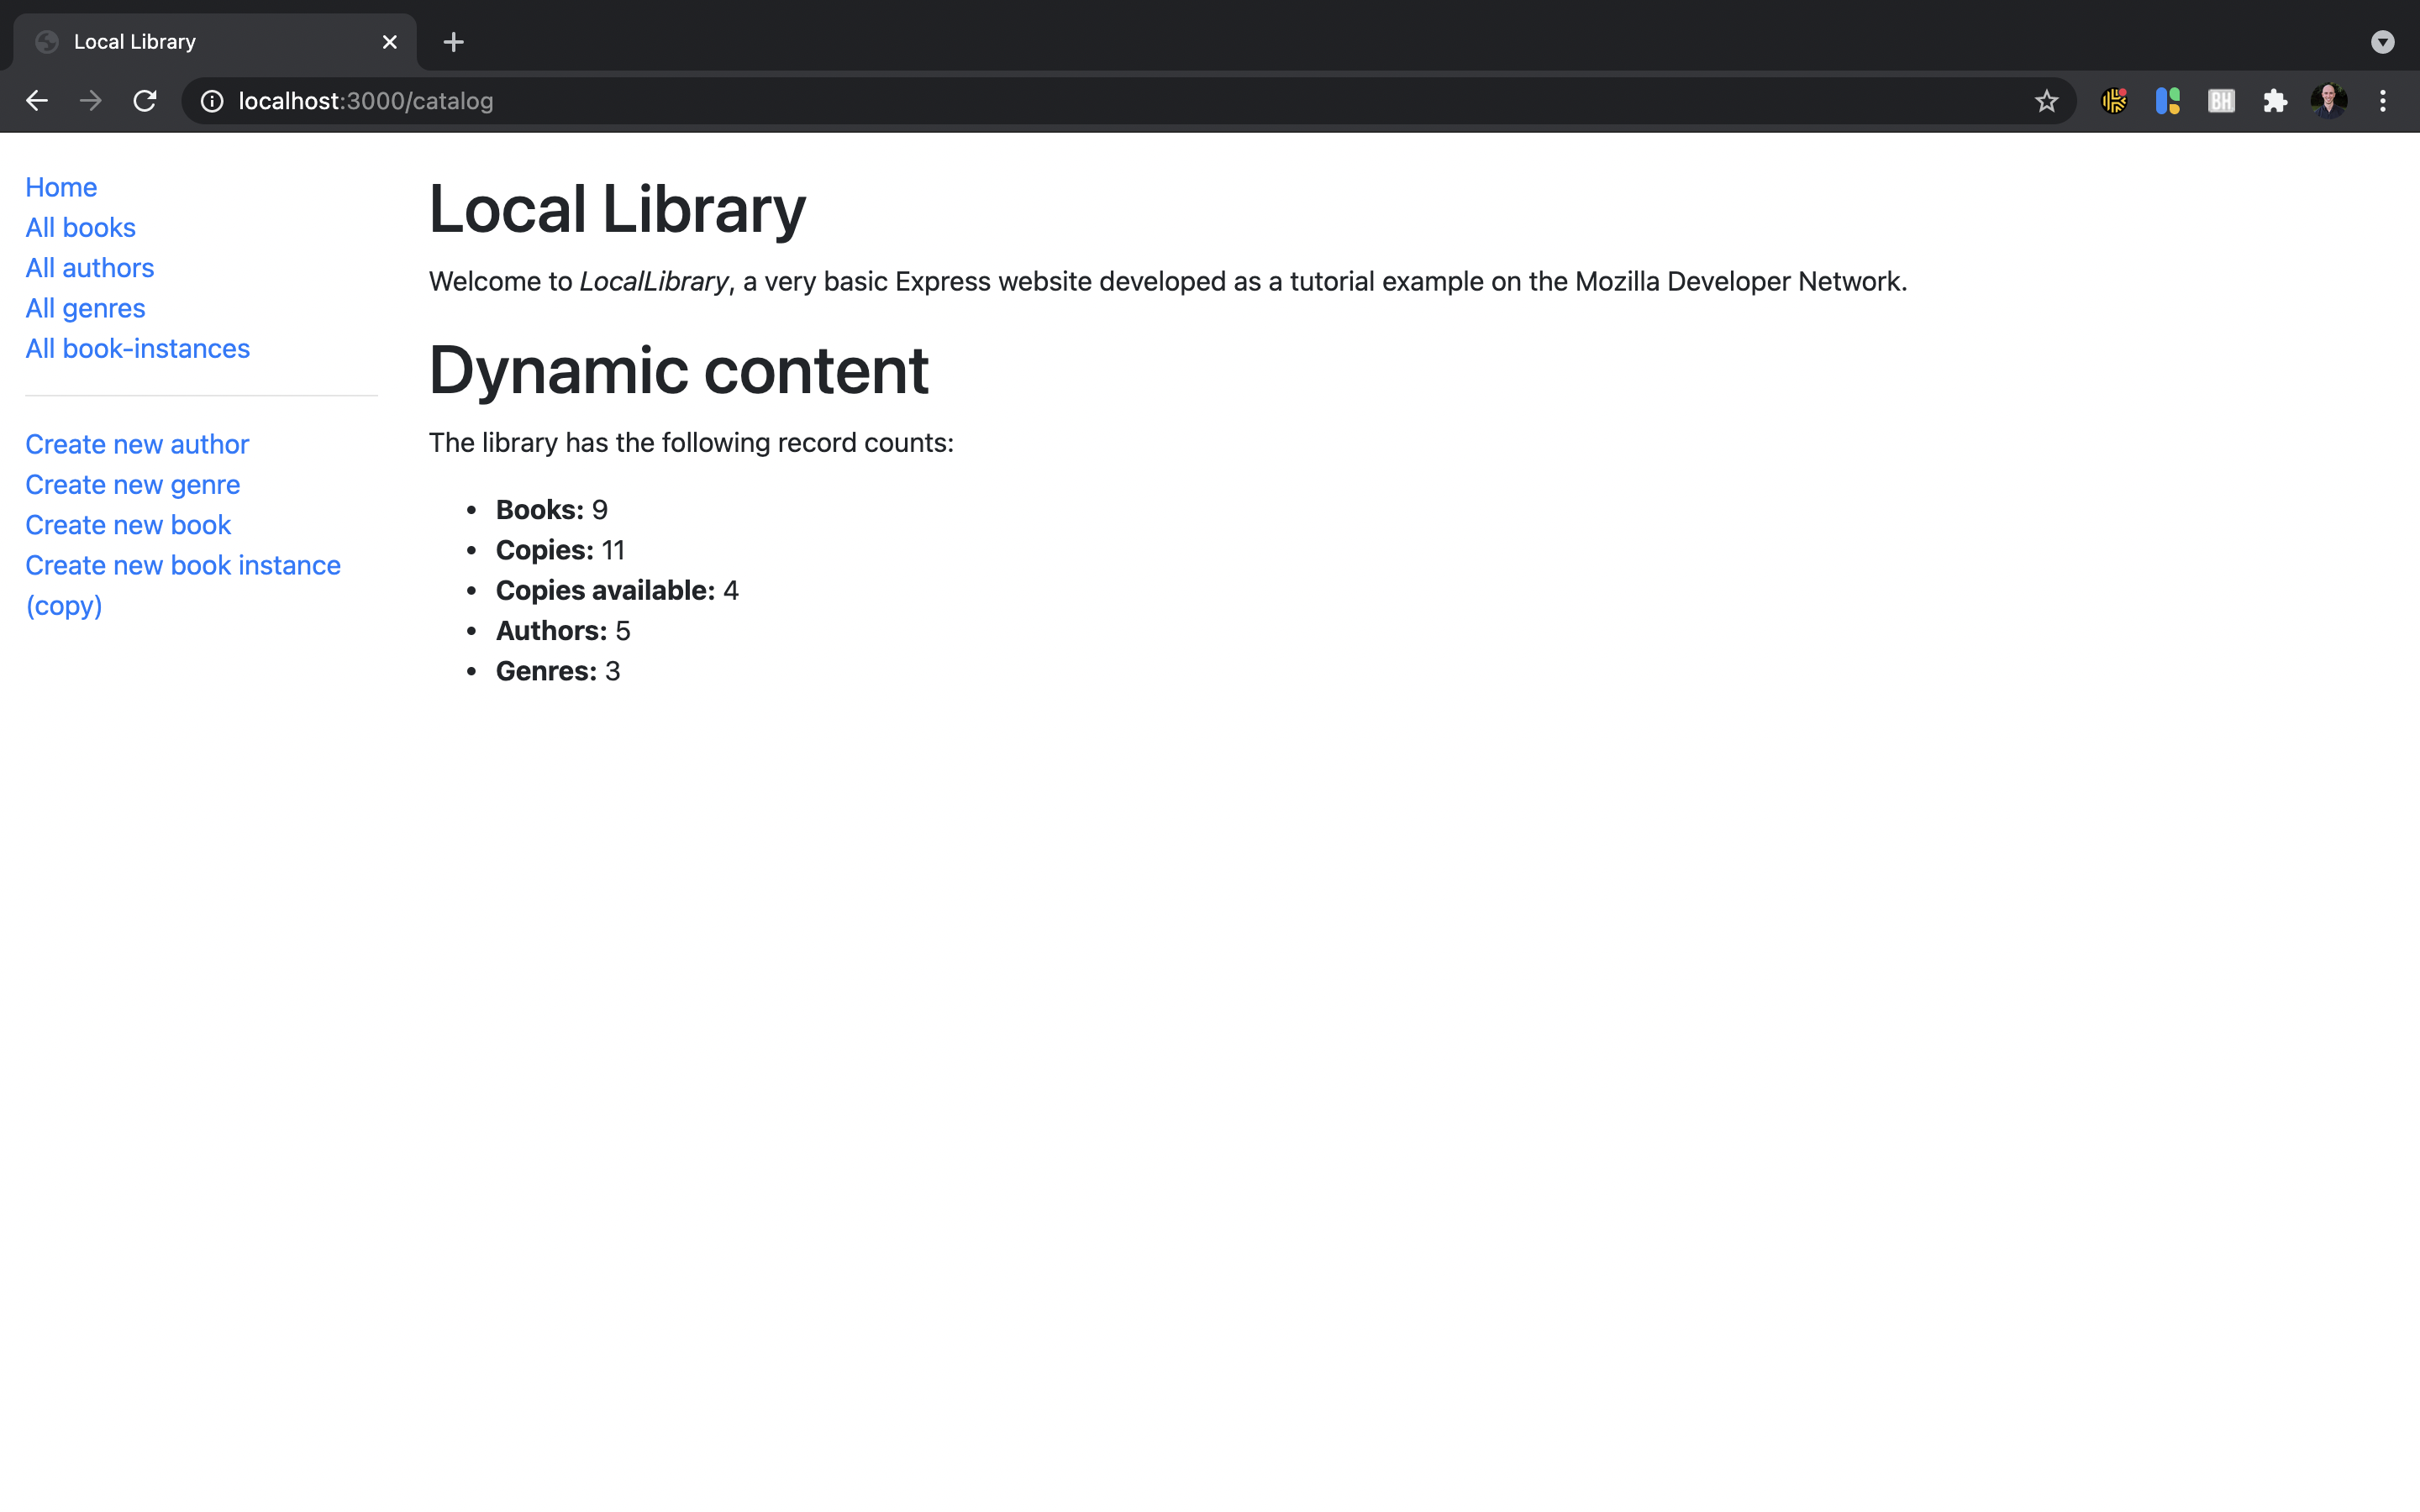 Local Library
localhost:3000/catalog
BH
Home
All books
All authors
All genres
All book-instances
Create new author
Create new genre
Create new book
Create new book instance
(copy)
Local Library
Welcome to LocalLibrary, a very basic Express website developed as a tutorial example on the Mozilla Developer Network.
Dynamic content
The library has the following record counts:
• Books: 9
• Copies: 11
• Copies available: 4
• Authors: 5
• Genres: 3